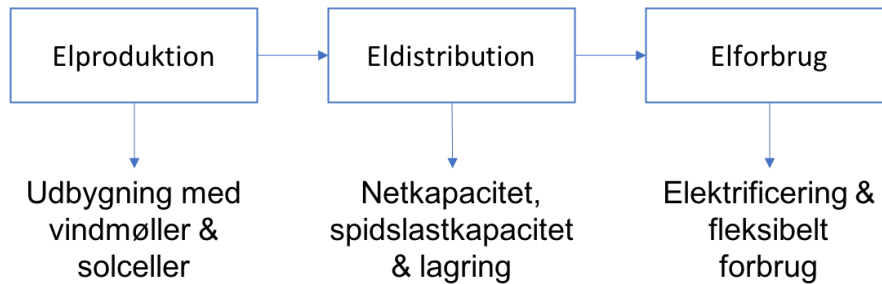 Elproduktion
Eldistribution
Elforbrug
Udbygning med
vindmøller &
solceller
Netkapacitet,
spidslastkapacitet
& lagring
Elektrificering &
fleksibelt
forbrug